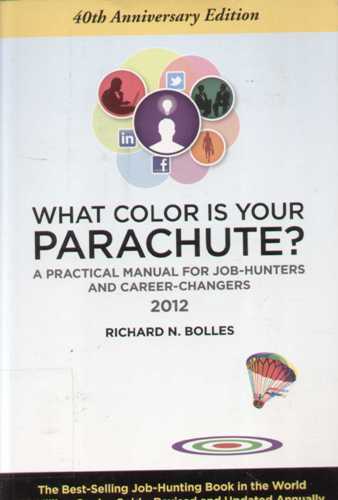 40th Anniversary Edition
in
f
WHAT COLOR IS YOUR
PARACHUTE?
A PRACTICAL MANUAL FOR JOB-HUNTERS
AND CAREER-CHANGERS
2012
RICHARD N. BOLLES
The Best-Selling Job-Hunting Book in the World
Revised and Updated Annually